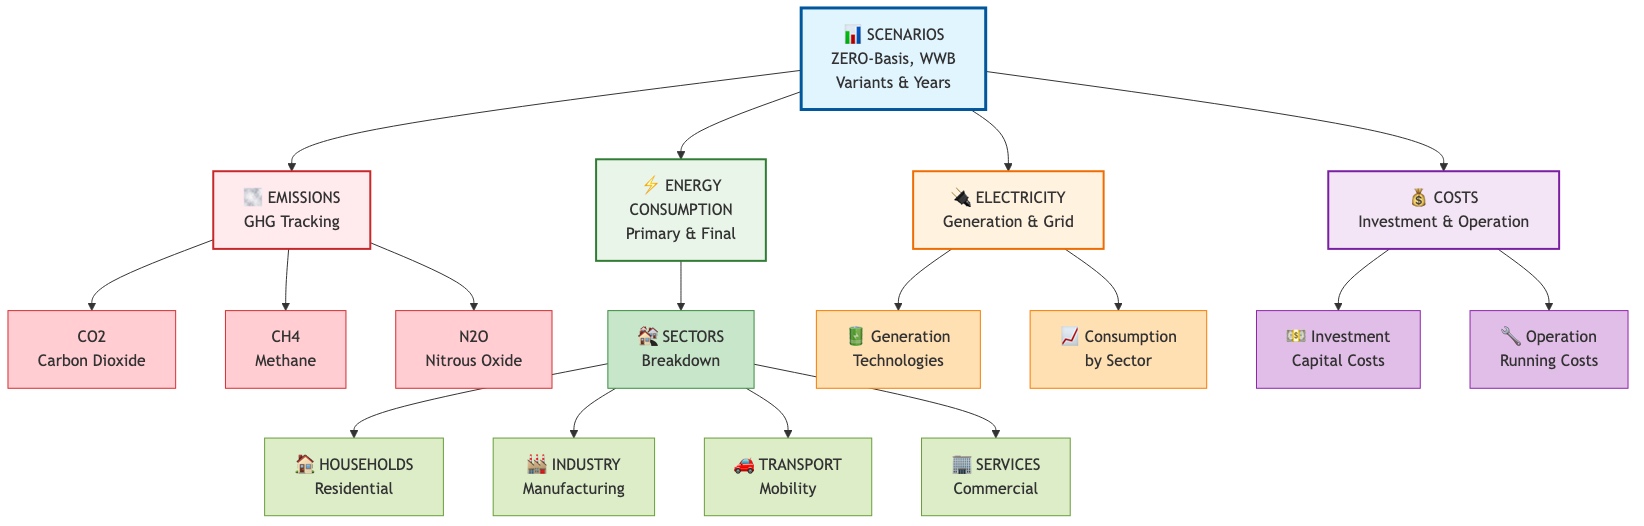 SCENARIOS
ZERO-Basis, WWB
Variants & Years
EMISSIONS
GHG Tracking
ENERGY
CONSUMPTION
Primary & Final
ELECTRICITY
Generation & Grid
COSTS
Investment & Operation
CO2
Carbon Dioxide
CH4
Methane
N2O
Nitrous Oxide
SECTORS
Breakdown
Generation
Technologies
Consumption
by Sector
Investment
Capital Costs
Operation
Running Costs
HOUSEHOLDS
Residential
INDUSTRY
Manufacturing
TRANSPORT
Mobility
SERVICES
Commercial